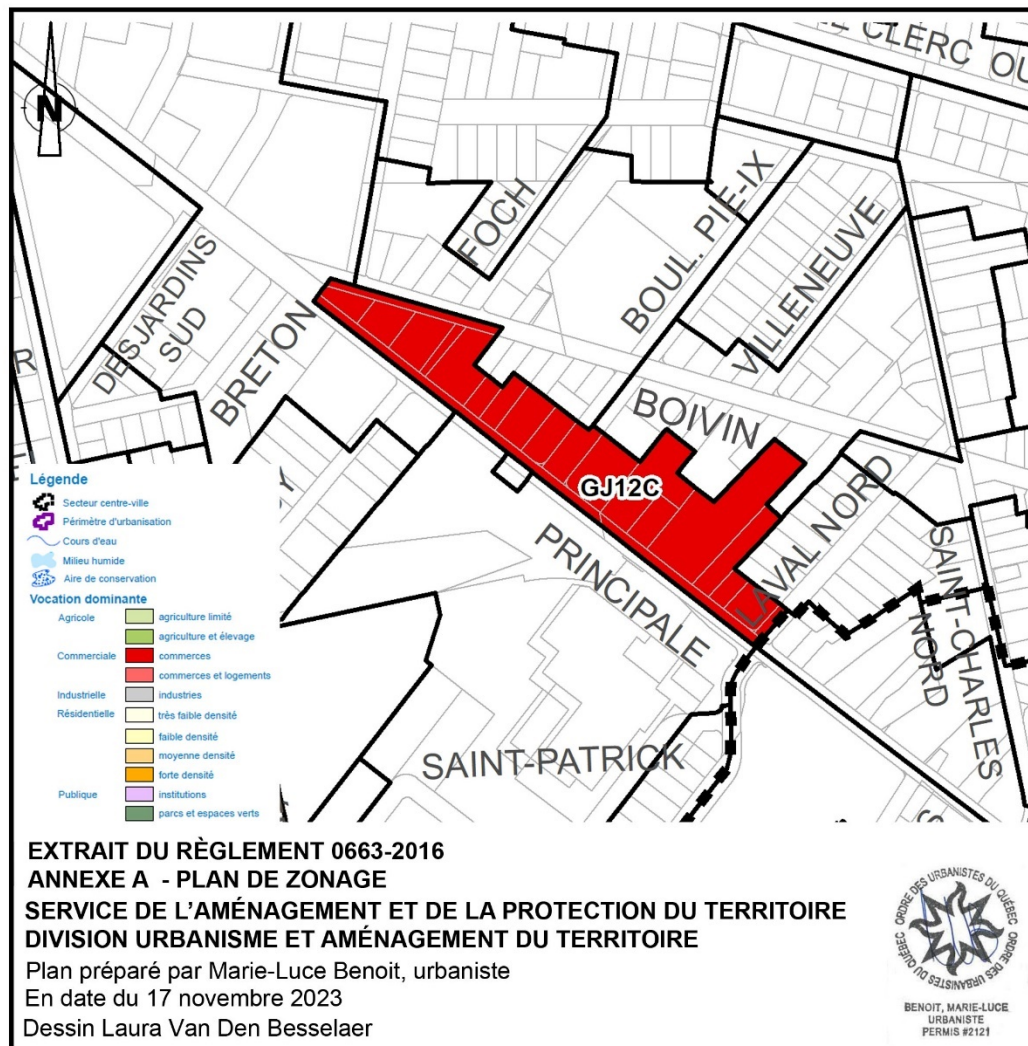 N
CLERC OU
FOCH
BOUL. PIE-IX
VILLENEUVE
DESJARDINS
SUD
BRETON
BOIVIN
GJ12C
LAVAL NORD
PRINCIPALE
SAINT-CHARLES
NORD
SAINT-PATRICK
Légende
Secteur centre-ville
Périmètre d'urbanisation
Cours d'eau
Milieu humide
Aire de conservation
Vocation dominante
Agricole
agriculture limité
agriculture et élevage
Commerciale
commerces
commerces et logements
Industrielle
industries
Résidentielle
très faible densité
faible densité
moyenne densité
forte densité
Publique
institutions
parcs et espaces verts
EXTRAIT DU RÈGLEMENT 0663-2016
ANNEXE A - PLAN DE ZONAGE
SERVICE DE L'AMÉNAGEMENT ET DE LA PROTECTION DU TERRITOIRE
DIVISION URBANISME ET AMÉNAGEMENT DU TERRITOIRE
Plan préparé par Marie-Luce Benoit, urbaniste
En date du 17 novembre 2023
Dessin Laura Van Den Besselaer
ORDRE DES URBANISTES DU QUÉBEC
ORDRE DES URBANISTES DU QUÉBEC
BENOIT, MARIE-LUCE
URBANISTE
PERMIS #2121